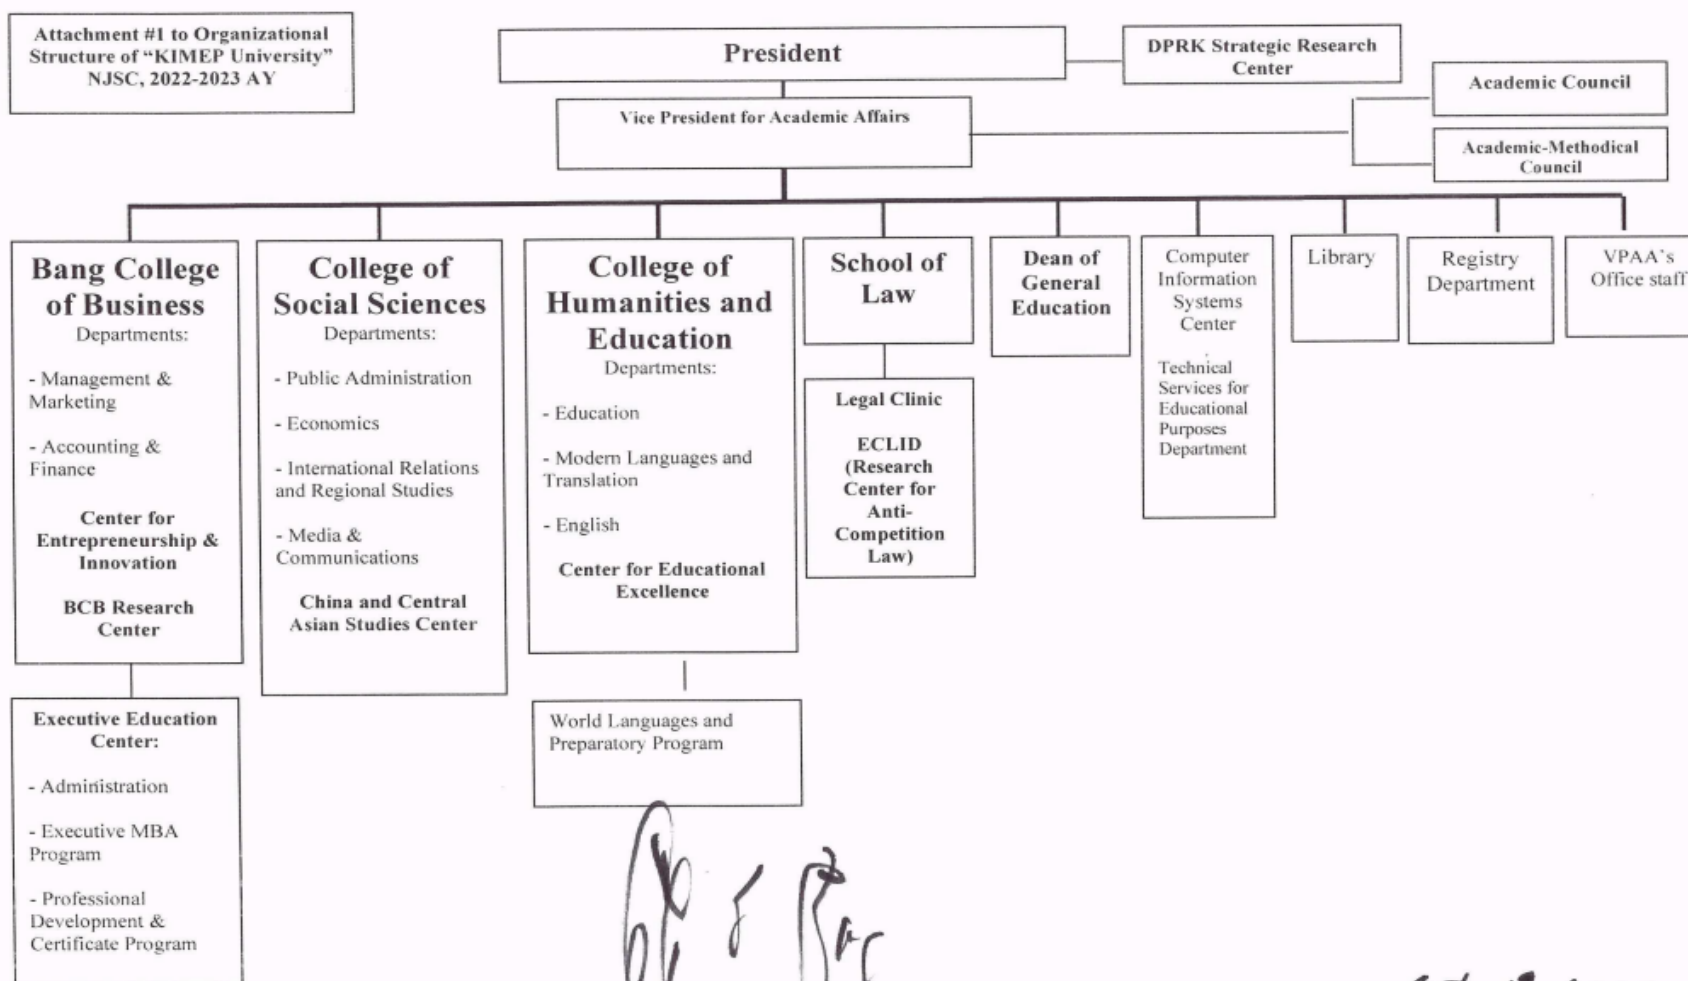 Attachment #1 to Organizational
Structure of “KIMEP University”
NJSC, 2022-2023 AY
President
DPRK Strategic Research
Center
Academic Council
Vice President for Academic Affairs
Academic-Methodical
Council
Bang College
of Business
Departments:
- Management &
Marketing
- Accounting &
Finance
Center for
Entrepreneurship &
Innovation
BCB Research
Center
Executive Education
Center:
- Administration
- Executive MBA
Program
- Professional
Development &
Certificate Program
College of
Social Sciences
Departments:
- Public Administration
- Economics
- International Relations
and Regional Studies
- Media &
Communications
China and Central
Asian Studies Center
College of
Humanities and
Education
Departments:
- Education
- Modern Languages and
Translation
- English
Center for Educational
Excellence
World Languages and
Preparatory Program
School of
Law
Legal Clinic
ECLID
(Research
Center for
Anti-
Competition
Law)
Dean of
General
Education
Computer
Information
Systems
Center
Technical
Services for
Educational
Purposes
Department
Library
Registry
Department
VPAA’s
Office staff